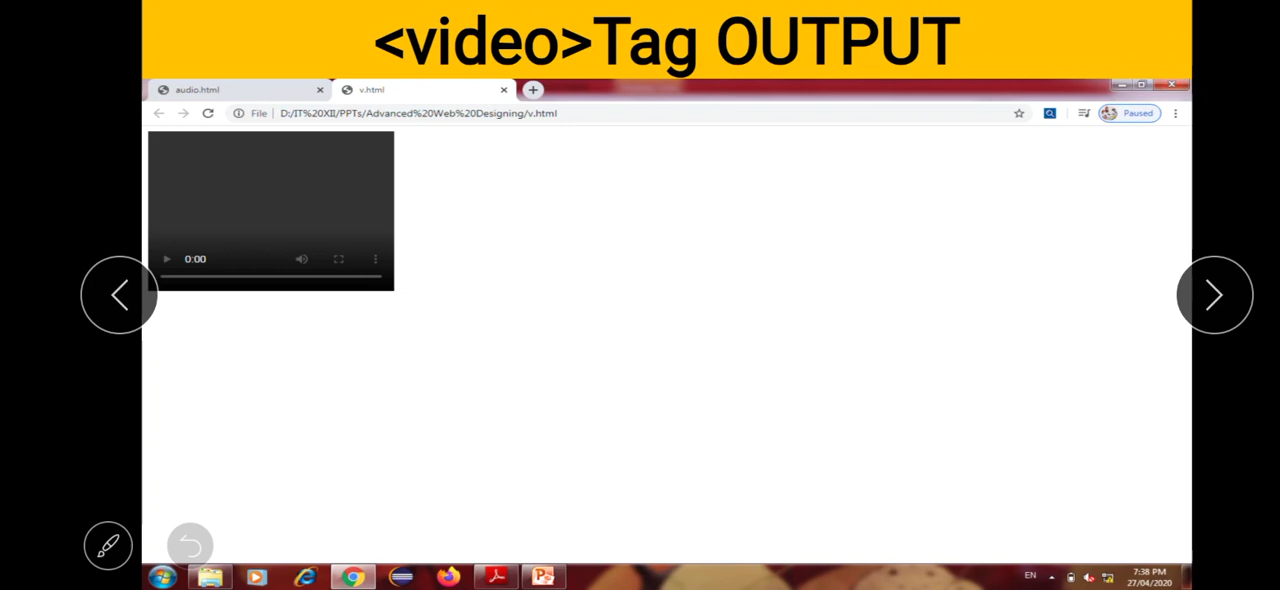 <video>Tag OUTPUT
audio.html
v.html
File
D:/IT%20XII/PPTs/Advanced%20Web%20Designing/v.html
Paused
0:00
EN
7:38 PM
27/04/2020